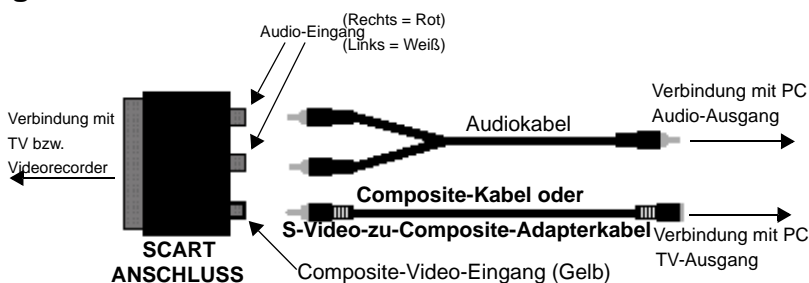 (Rechts = Rot)
Audio-Eingang
(Links = Weiß)
Verbindung mit PC
Audio-Ausgang
Audiokabel
Verbindung mit
TV bzw.
Videorecorder
Composite-Kabel oder
S-Video-zu-Composite-Adapterkabel
Verbindung mit PC
TV-Ausgang
SCART
ANSCHLUSS
Composite-Video-Eingang (Gelb)